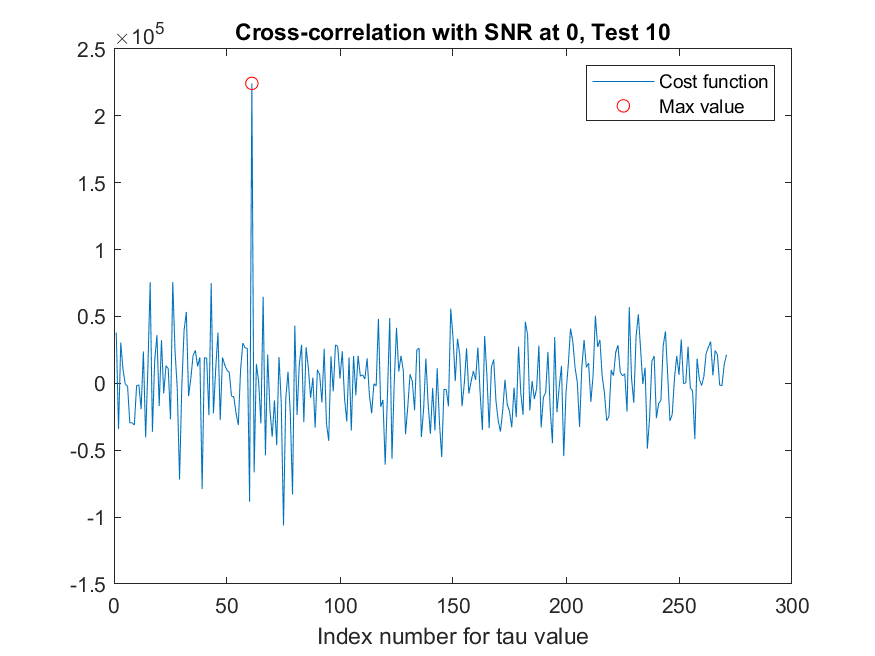 Cross-correlation with SNR at 0, Test 10
×10⁵
2.5
2
1.5
1
0.5
0
-0.5
-1
-1.5
0 50 100 150 200 250 300
Index number for tau value
Cost function
Max value